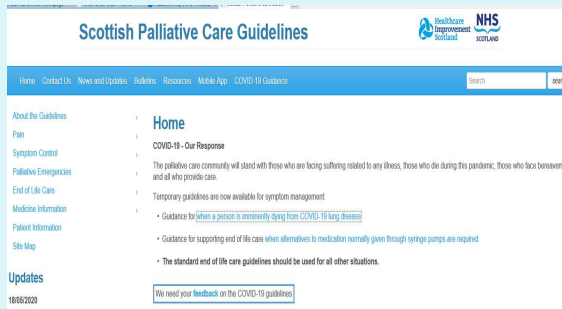 Scottish Palliative Care Guidelines
Healthcare
Improvement
Scotland
NHS
SCOTLAND
Home Contact Us News and Updates Bulletins Resources Mobile App COVID-19 Guidance
Search
sear
About the Guidelines
Pain
Symptom Control
Palliative Emergencies
End of Life Care
Medicine Information
Patient Information
Site Map
Updates
18/05/2020
Home
COVID-19 - Our Response
The palliative care community will stand with those who are facing suffering related to any illness, those who die during this pandemic, those who face bereavem
and all who provide care.
Temporary guidelines are now available for symptom management:
• Guidance for when a person is imminently dying from COVID-19 lung disease
• Guidance for supporting end of life care when alternatives to medication normally given through syringe pumps are required
• The standard end of life care guidelines should be used for all other situations.
We need your feedback on the COVID-19 guidelines